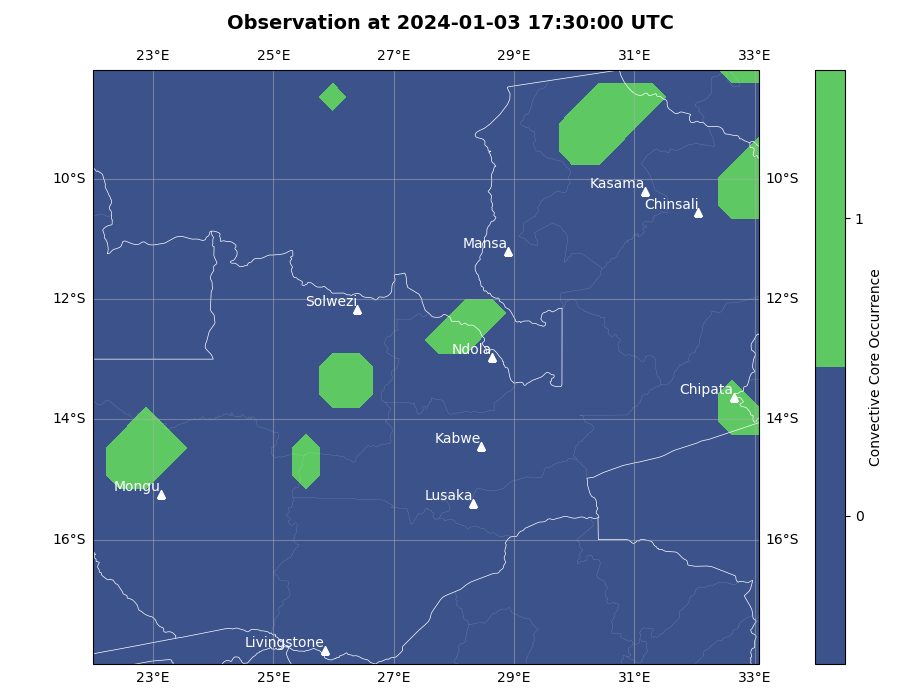 Observation at 2024-01-03 17:30:00 UTC
23°E 25°E 27°E 29°E 31°E 33°E
10°S 10°S
Kasama
Chinsali
1
Mansa
12°S 12°S
Solwezi
Ndola
Chipata
14°S 14°S
Kabwe
Mongu
Lusaka
0
16°S 16°S
Livingstone
23°E 25°E 27°E 29°E 31°E 33°E
Convective Core Occurrence